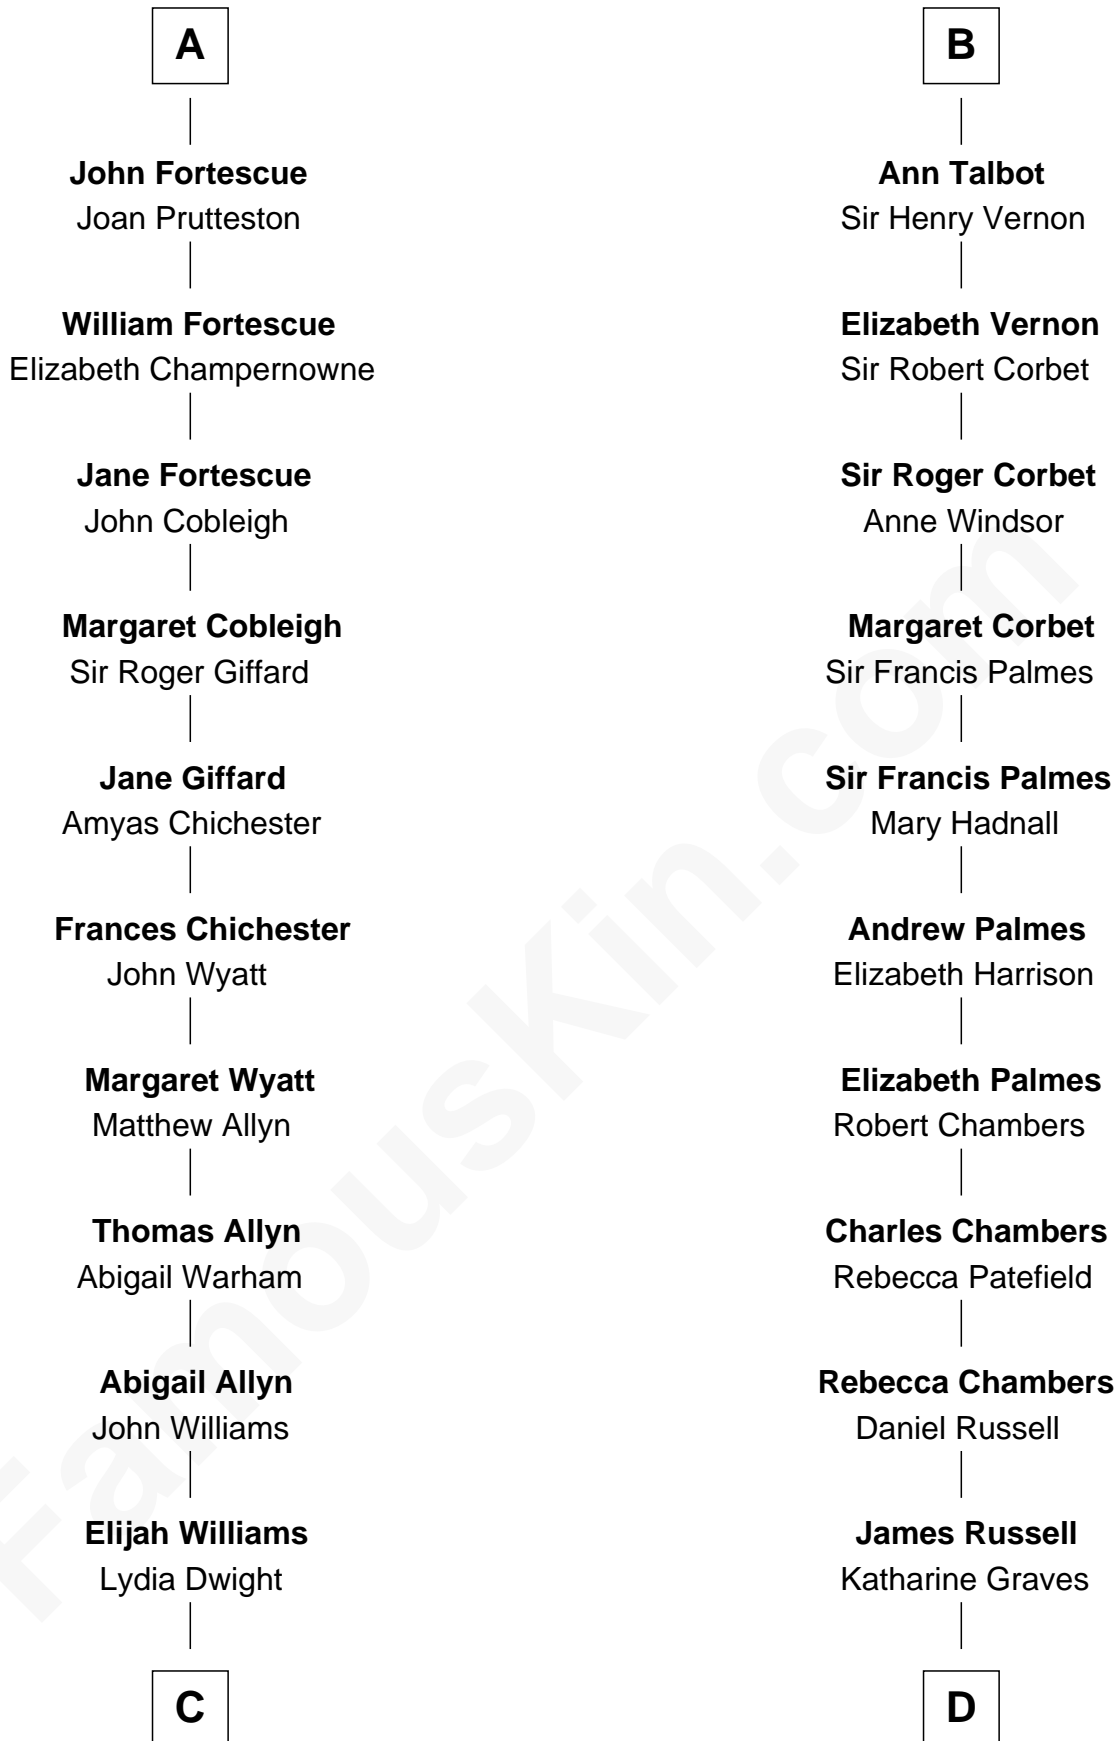 A
John Fortescue
Joan Prutteston
William Fortescue
Elizabeth Champernowne
Jane Fortescue
John Cobleigh
Margaret Cobleigh
Sir Roger Giffard
Jane Giffard
Amyas Chichester
Frances Chichester
John Wyatt
Margaret Wyatt
Matthew Allyn
Thomas Allyn
Abigail Warham
Abigail Allyn
John Williams
Elijah Williams
Lydia Dwight
C
B
Ann Talbot
Sir Henry Vernon
Elizabeth Vernon
Sir Robert Corbet
Sir Roger Corbet
Anne Windsor
Margaret Corbet
Sir Francis Palmes
Sir Francis Palmes
Mary Hadnall
Andrew Palmes
Elizabeth Harrison
Elizabeth Palmes
Robert Chambers
Charles Chambers
Rebecca Patefield
Rebecca Chambers
Daniel Russell
James Russell
Katharine Graves
D
FamousKin.com